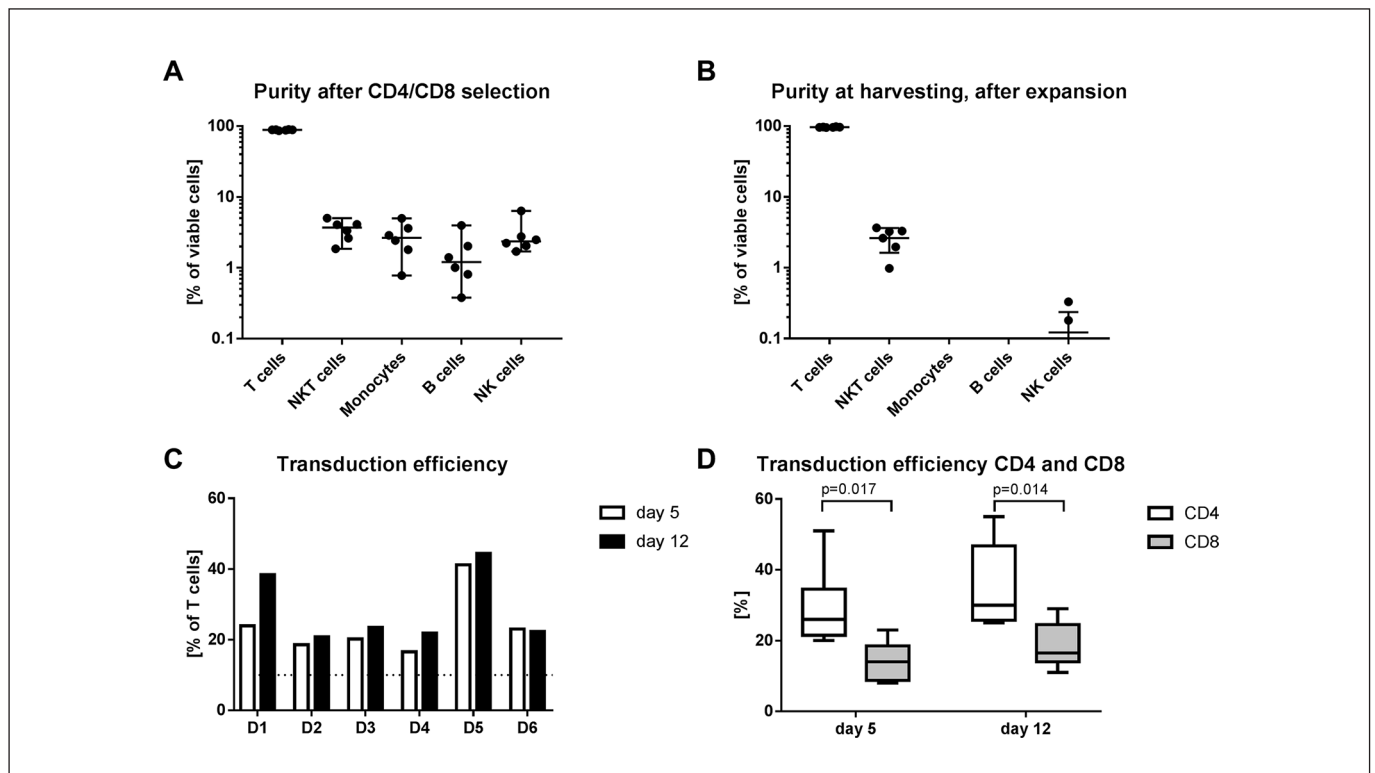 A
Purity after CD4/CD8 selection
[% of viable cells]
100
10
1
0.1
T cells
NKT cells
Monocytes
B cells
NK cells
B
Purity at harvesting, after expansion
[% of viable cells]
100
10
1
0.1
T cells
NKT cells
Monocytes
B cells
NK cells
C
Transduction efficiency
[% of T cells]
60
40
20
0
D1
D2
D3
D4
D5
D6
day 5
day 12
D
Transduction efficiency CD4 and CD8
[%]
60
40
20
0
p=0.017
p=0.014
day 5
day 12
CD4
CD8